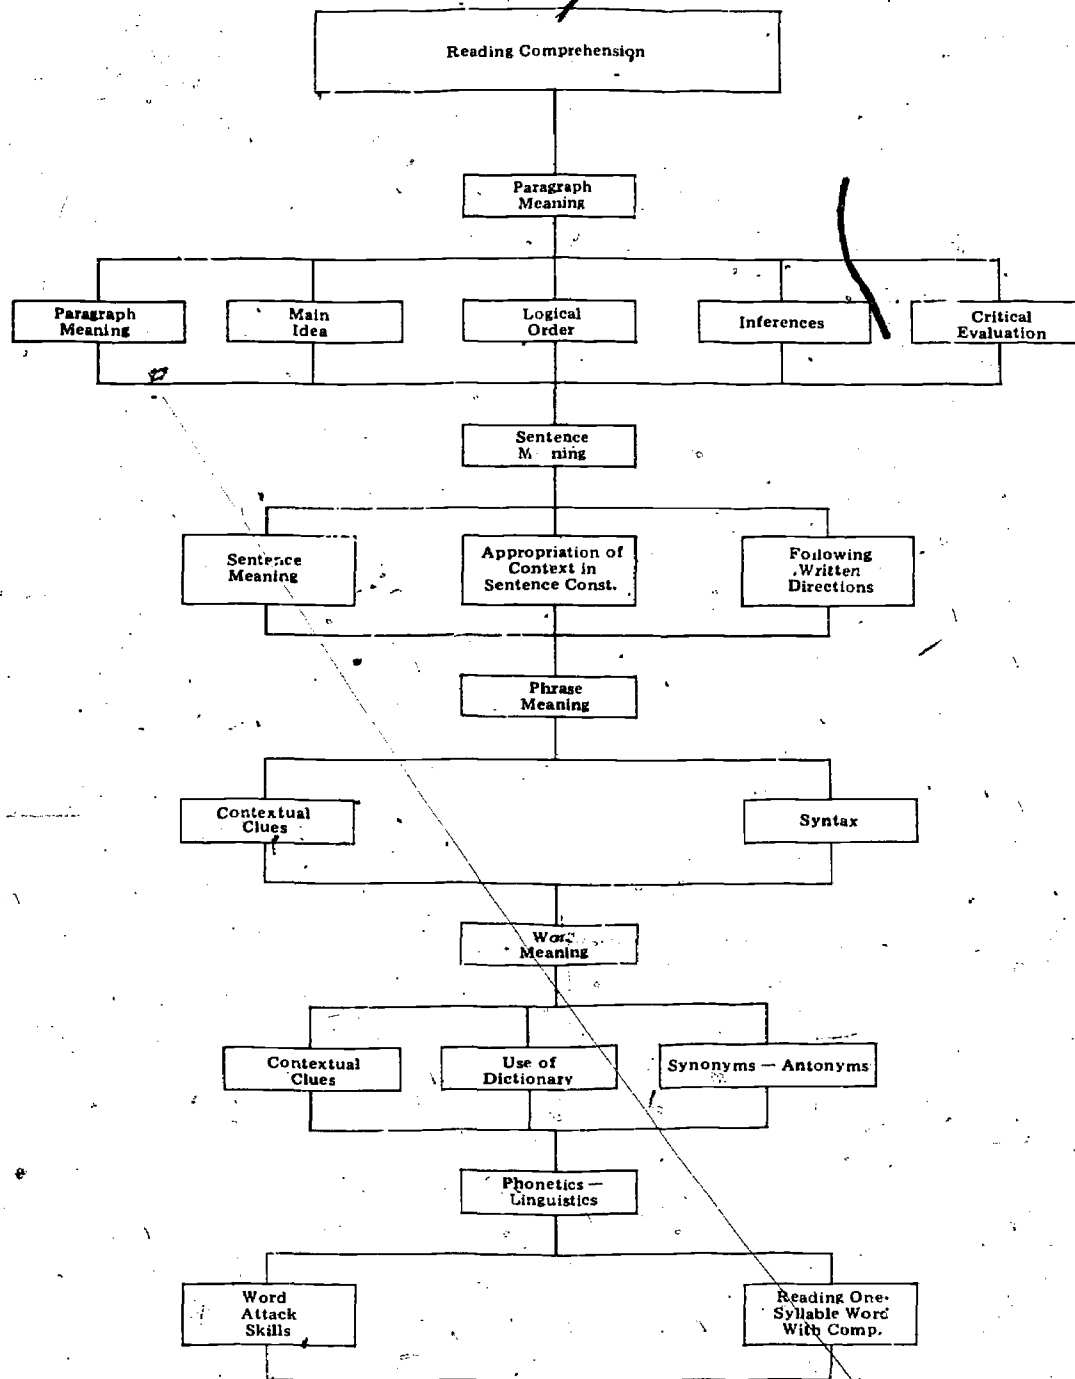 Reading Comprehension
Paragraph
Meaning
Paragraph
Meaning
Main
Idea
Logical
Order
Inferences
Critical
Evaluation
Sentence
M ning
Sentence
Meaning
Appropriation of
Context in
Sentence Const.
Following
Written
Directions
Phrase
Meaning
Contextual
Clues
Syntax
Word
Meaning
Contextual
Clues
Use of
Dictionary
Synonyms — Antonyms
Phonetics —
Linguistics
Word
Attack
Skills
Reading One-
Syllable Word
With Comp.